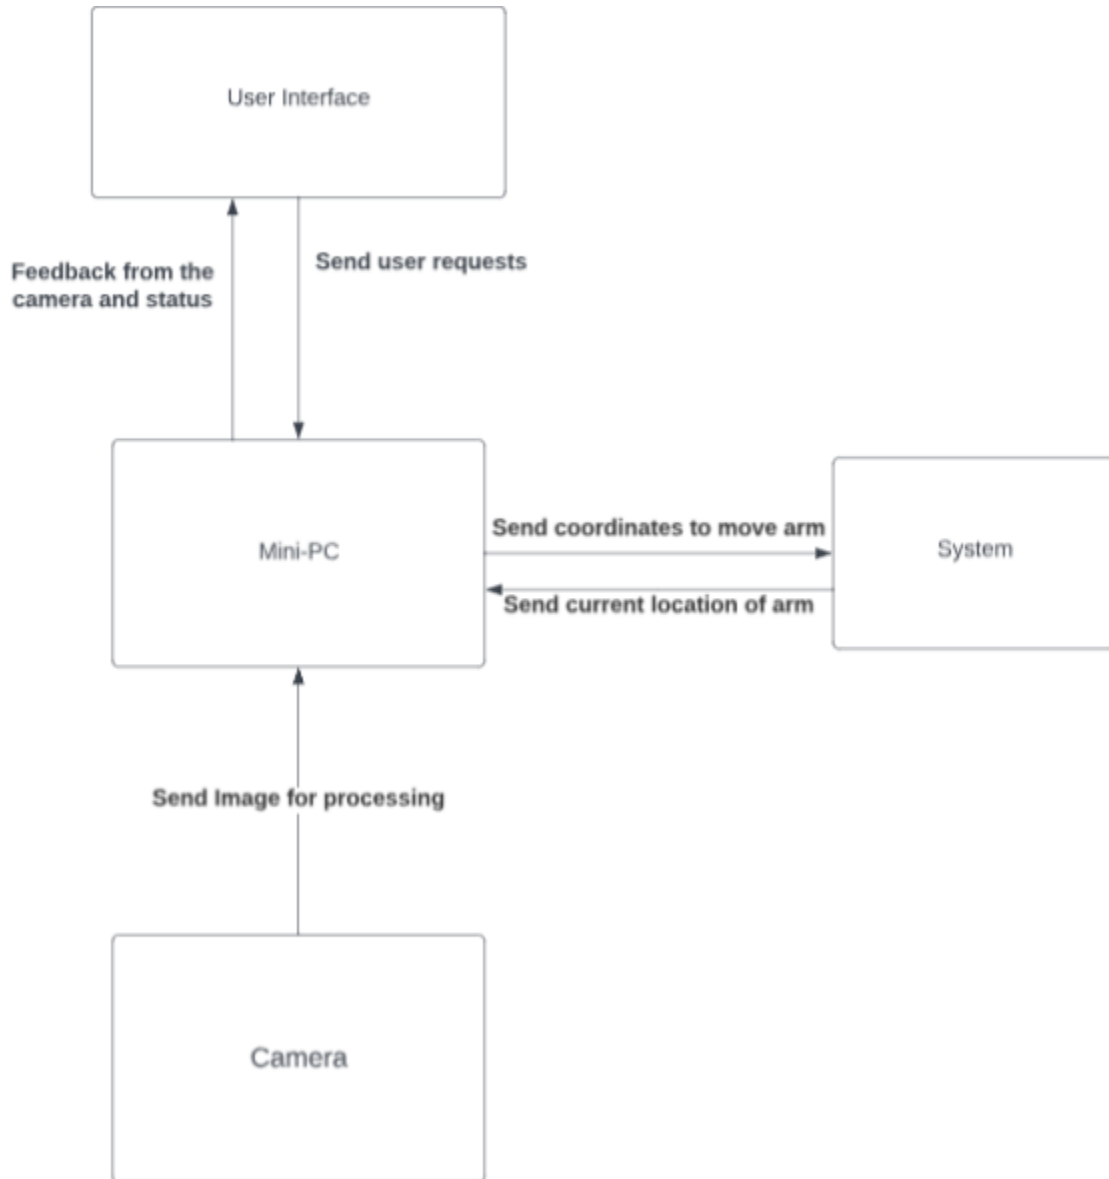 User Interface
Feedback from the
camera and status
Send user requests
Mini-PC
Send coordinates to move arm
Send current location of arm
System
Send Image for processing
Camera